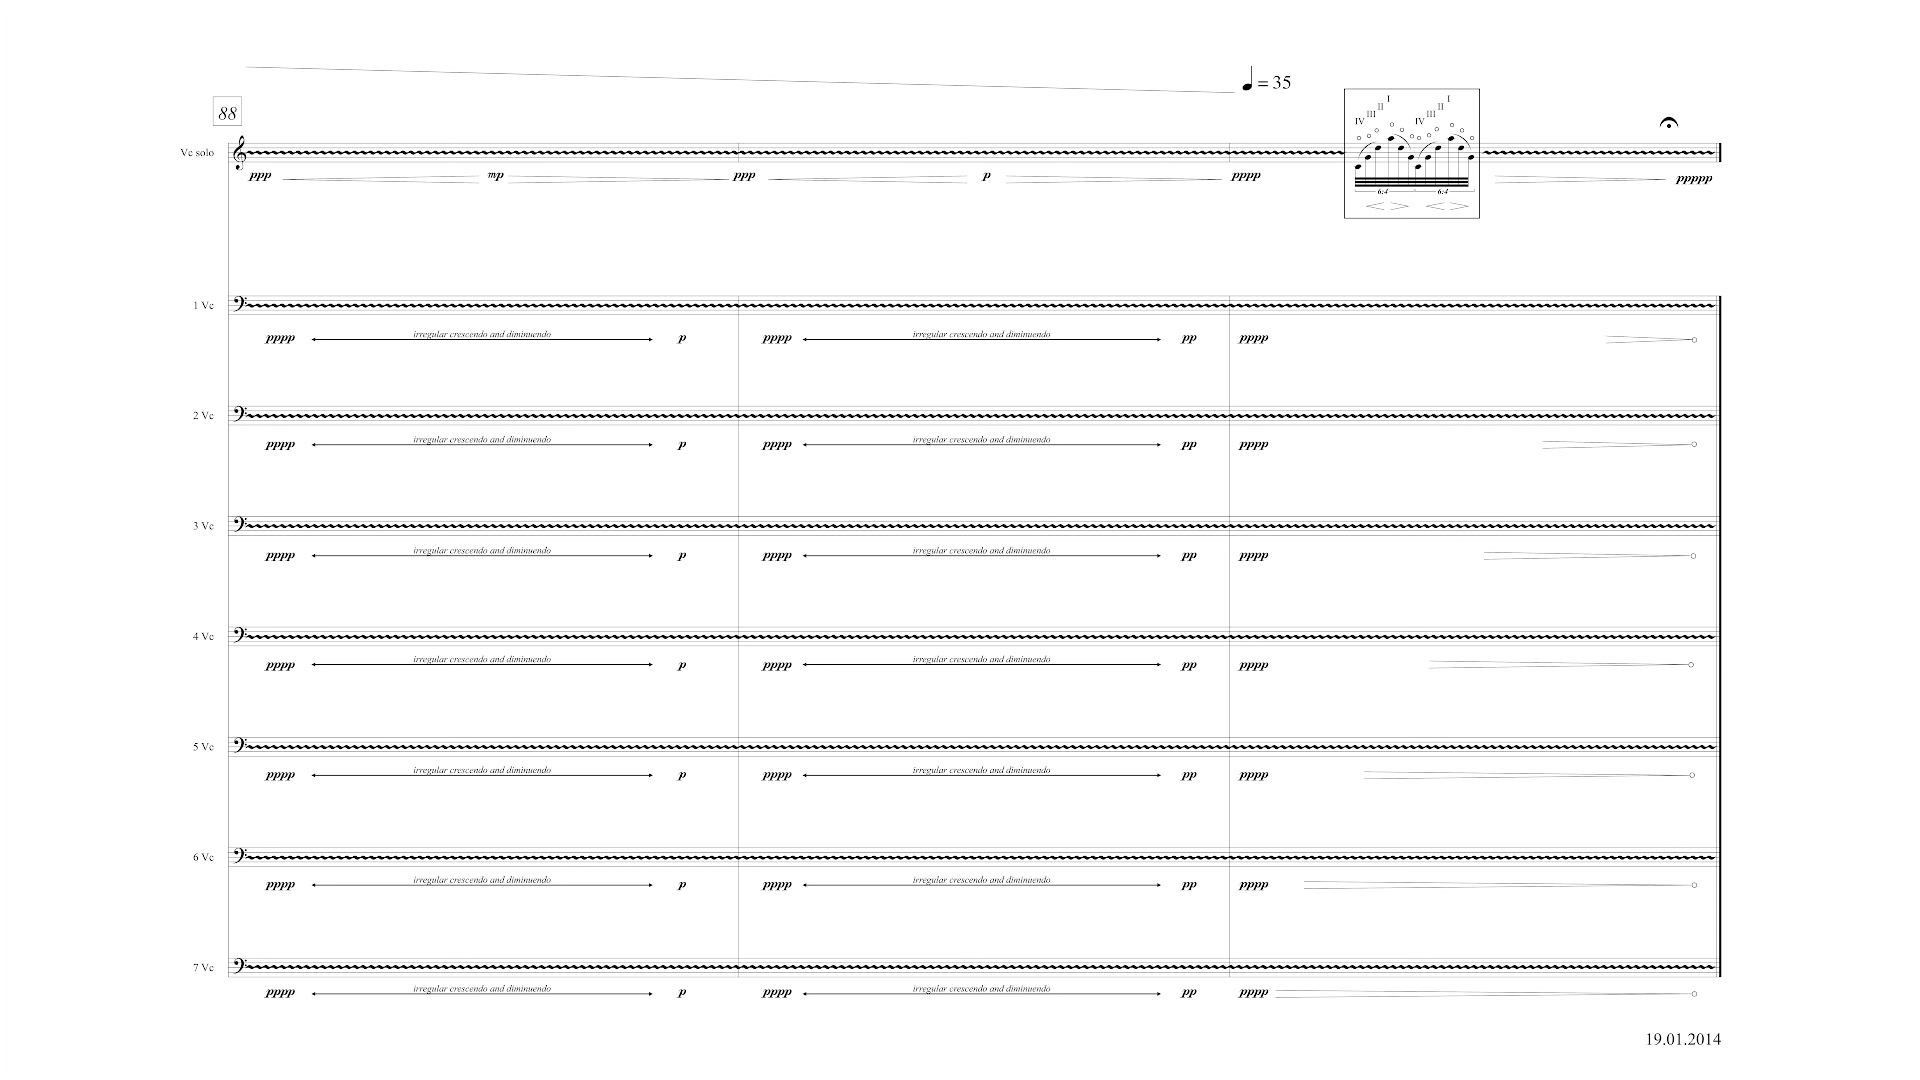 = 35
88
I I
II II
III III
IV IV
Vc solo
ppp mp ppp p pppp ppppp
6:4 6:4
1 Vc
irregular crescendo and diminuendo irregular crescendo and diminuendo
pppp p pppp pp pppp
2 Vc
irregular crescendo and diminuendo irregular crescendo and diminuendo
pppp p pppp pp pppp
3 Vc
irregular crescendo and diminuendo irregular crescendo and diminuendo
pppp p pppp pp pppp
4 Vc
irregular crescendo and diminuendo irregular crescendo and diminuendo
pppp p pppp pp pppp
5 Vc
irregular crescendo and diminuendo irregular crescendo and diminuendo
pppp p pppp pp pppp
6 Vc
irregular crescendo and diminuendo irregular crescendo and diminuendo
pppp p pppp pp pppp
7 Vc
irregular crescendo and diminuendo irregular crescendo and diminuendo
pppp p pppp pp pppp
19.01.2014